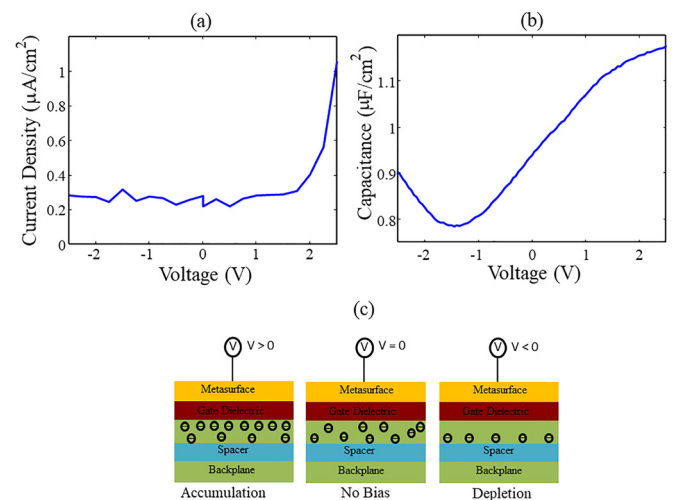 (a)
Current Density (µA/cm²)
1
0.8
0.6
0.4
0.2
0
-2
-1
0
1
2
Voltage (V)
(b)
Capacitance (µF/cm²)
1.1
1
0.9
0.8
-2
-1
0
1
2
Voltage (V)
(c)
V V > 0
Metasurface
Gate Dielectric
Spacer
Backplane
Accumulation
V V = 0
Metasurface
Gate Dielectric
Spacer
Backplane
No Bias
V V < 0
Metasurface
Gate Dielectric
Spacer
Backplane
Depletion